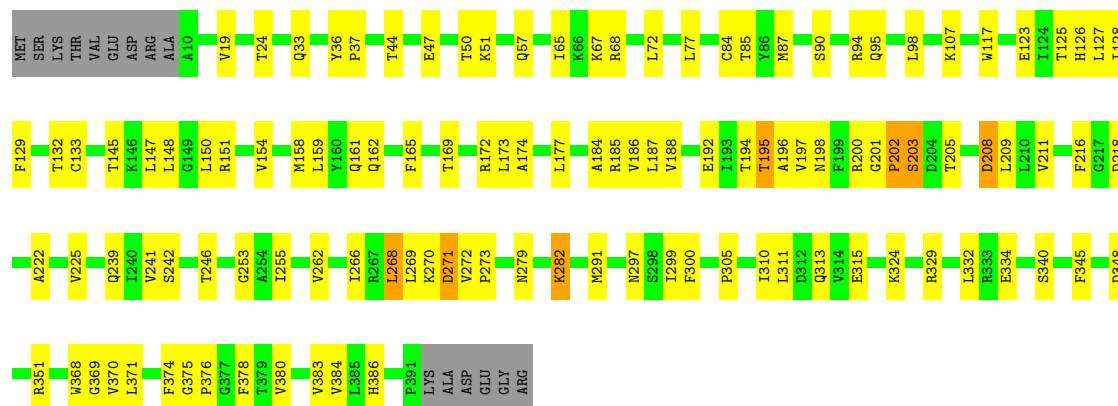 MET SER LYS THR VAL GLU ASP ARG ALA A10 V19 T24 Q33 Y36 P37 T44 E47 T50 K51 Q57 I65 K66 K67 R68 L72 L77 C84 T85 Y86 M87 S90 R94 Q95 L98 K107 W117 E123 I124 T125 H126 L127
F129 T132 C133 T145 K146 L147 L148 G149 L150 R151 V154 M158 L159 Y160 Q161 Q162 F165 T169 R172 L173 A174 L177 A184 R185 V186 L187 V188 E192 I193 T194 T195 A196 V197 N198 F199 R200 G201 P202 S203 D204 T205 D208 L209 L210 V211 F216 G217
A222 V225 Q239 I240 V241 S242 T246 G253 A254 I255 V262 I266 R267 L268 L269 K270 D271 V272 P273 N279 K282 M291 N297 S298 I299 F300 P305 I310 L311 D312 Q313 V314 E315 K324 R329 L332 R333 E334 S340 F345
R351 W368 G369 V370 L371 F374 G375 P376 G377 F378 T379 V380 V383 V384 L385 H386 P391 LYS ALA ASP GLU GLY ARG